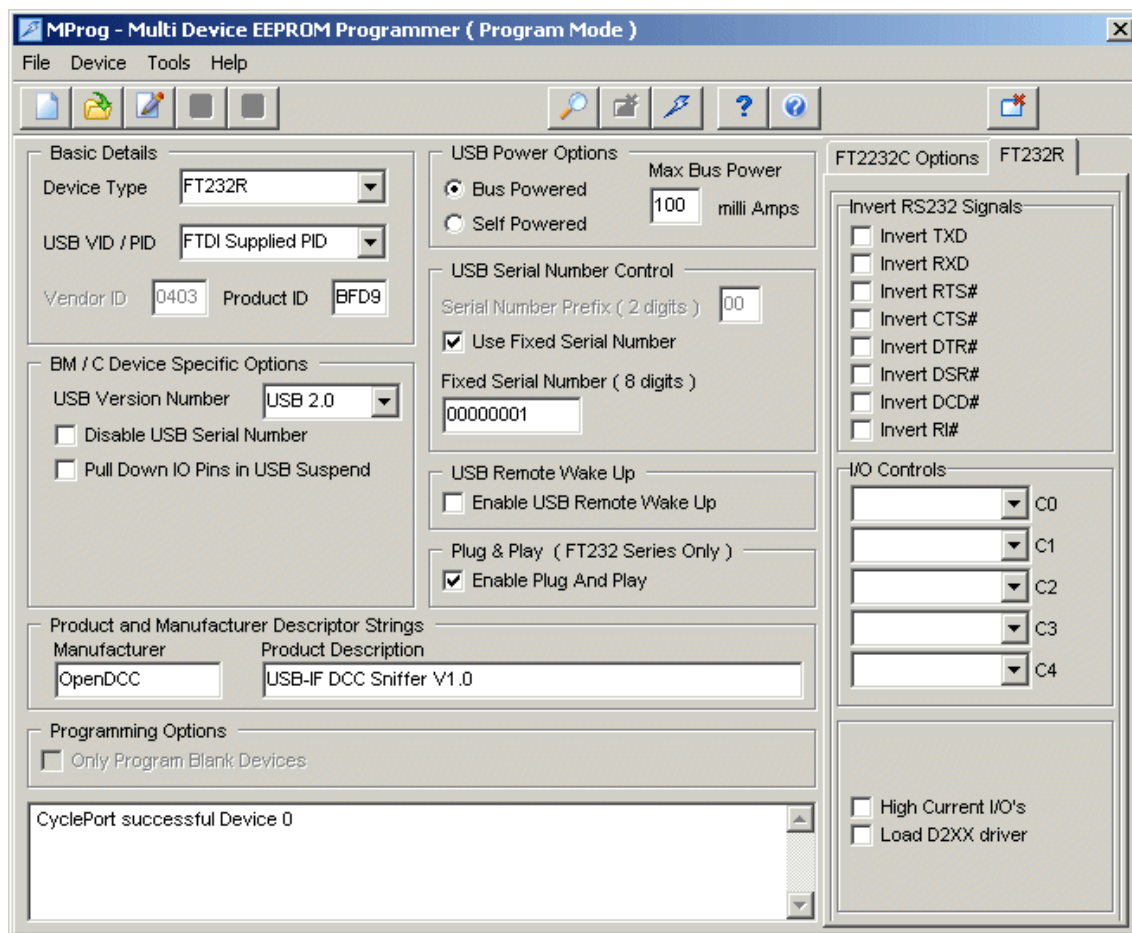 MProg - Multi Device EEPROM Programmer ( Program Mode )
File Device Tools Help
Basic Details
Device Type FT232R
USB VID / PID FTDI Supplied PID
Vendor ID 0403 Product ID BFD9
BM / C Device Specific Options
USB Version Number USB 2.0
Disable USB Serial Number
Pull Down IO Pins in USB Suspend
USB Power Options
Bus Powered
Self Powered
Max Bus Power
100 milli Amps
USB Serial Number Control
Serial Number Prefix ( 2 digits ) 00
Use Fixed Serial Number
Fixed Serial Number ( 8 digits )
00000001
USB Remote Wake Up
Enable USB Remote Wake Up
Plug & Play ( FT232 Series Only )
Enable Plug And Play
Product and Manufacturer Descriptor Strings
Manufacturer Product Description
OpenDCC USB-IF DCC Sniffer V1.0
Programming Options
Only Program Blank Devices
CyclePort successful Device 0
FT2232C Options FT232R
Invert RS232 Signals
Invert TXD
Invert RXD
Invert RTS#
Invert CTS#
Invert DTR#
Invert DSR#
Invert DCD#
Invert RI#
I/O Controls
C0
C1
C2
C3
C4
High Current I/O's
Load D2XX driver